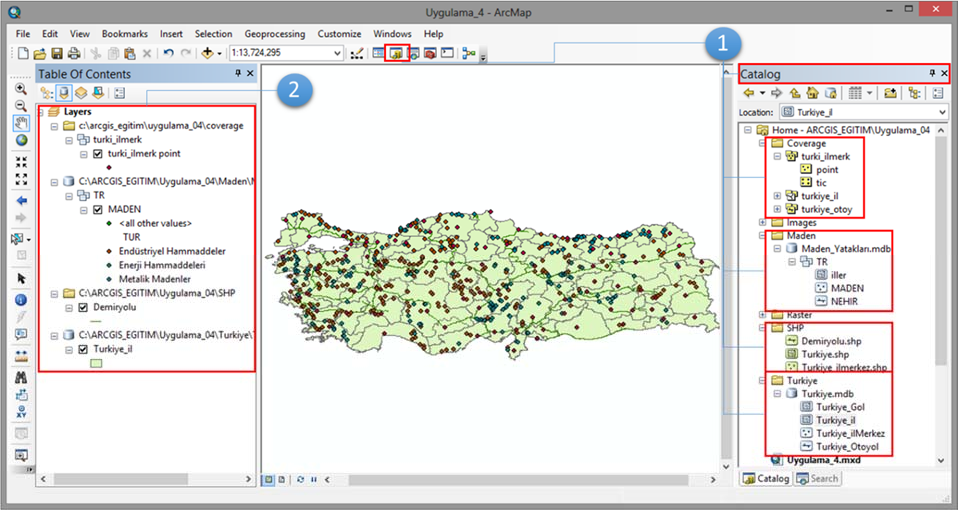 Uygulama_4 - ArcMap
File Edit View Bookmarks Insert Selection Geoprocessing Customize Windows Help
1:13,724,295
1
Table Of Contents
2
Layers
c:\arcgis_egitim\uygulama_04\coverage
turki_ilmerk
turki_ilmerk point
C:\ARCGIS_EGITIM\Uygulama_04\Maden\
TR
MADEN
<all other values>
TUR
Endüstriyel Hammaddeler
Enerji Hammaddeleri
Metalik Madenler
C:\ARCGIS_EGITIM\Uygulama_04\SHP
Demiryolu
C:\ARCGIS_EGITIM\Uygulama_04\Turkiye\
Turkiye_il
Catalog
Location: Turkiye_il
Home - ARCGIS_EGITIM\Uygulama_04
Coverage
turki_ilmerk
point
tic
turkiye_il
turkiye_otoy
Images
Maden
Maden_Yatakları.mdb
TR
iller
MADEN
NEHIR
Raster
SHP
Demiryolu.shp
Turkiye.shp
Turkiye_ilmerkez.shp
Turkiye
Turkiye.mdb
Turkiye_Gol
Turkiye_il
Turkiye_ilMerkez
Turkiye_Otoyol
Uygulama_4.mxd
Catalog Search